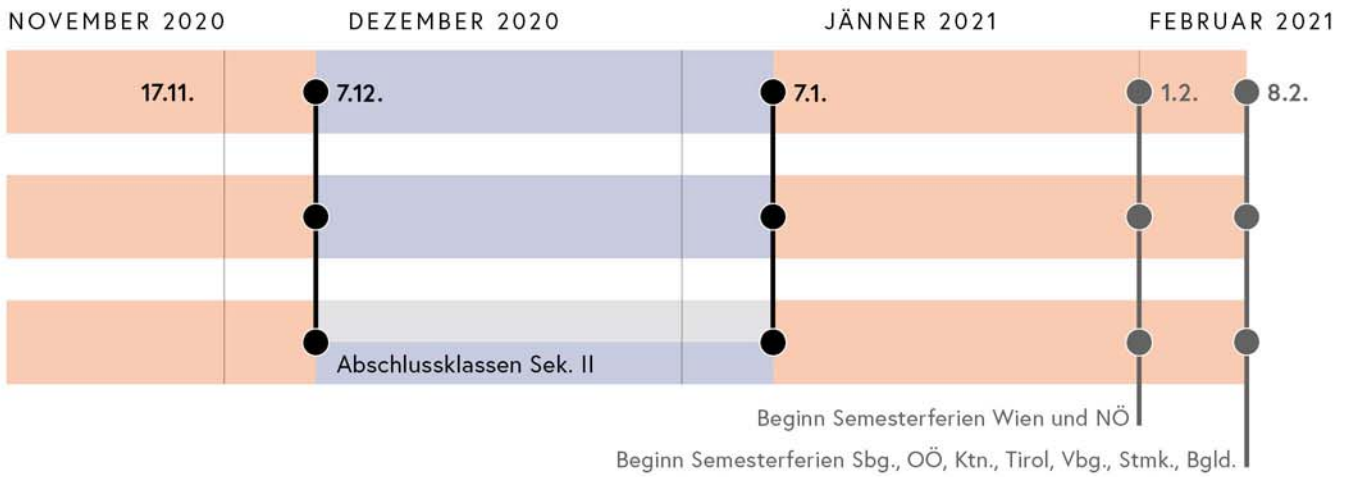 NOVEMBER 2020
DEZEMBER 2020
JÄNNER 2021
FEBRUAR 2021
17.11.
7.12.
7.1.
1.2.
8.2.
Abschlussklassen Sek. II
Beginn Semesterferien Wien und NÖ
Beginn Semesterferien Sbg., OÖ, Ktn., Tirol, Vbg., Stmk., Bgld.